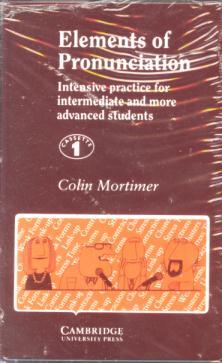 Elements of
Pronunciation
Intensive practice for
intermediate and more
advanced students
CASSETTE
1
Colin Mortimer
CAMBRIDGE
UNIVERSITY PRESS